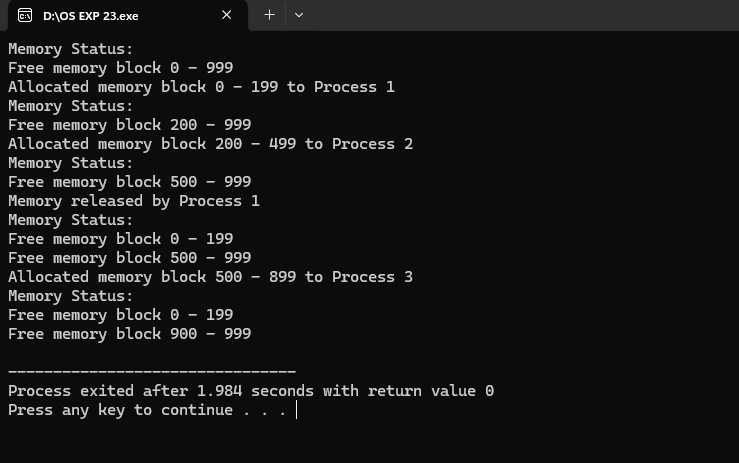 D:\OS EXP 23.exe
Memory Status:
Free memory block 0 - 999
Allocated memory block 0 - 199 to Process 1
Memory Status:
Free memory block 200 - 999
Allocated memory block 200 - 499 to Process 2
Memory Status:
Free memory block 500 - 999
Memory released by Process 1
Memory Status:
Free memory block 0 - 199
Free memory block 500 - 999
Allocated memory block 500 - 899 to Process 3
Memory Status:
Free memory block 0 - 199
Free memory block 900 - 999
--------------------------------
Process exited after 1.984 seconds with return value 0
Press any key to continue . . .